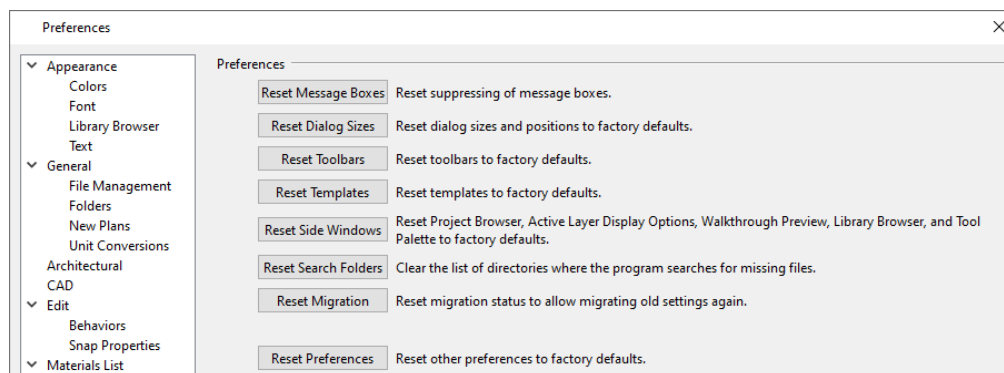 Preferences
Appearance
Colors
Font
Library Browser
Text
General
File Management
Folders
New Plans
Unit Conversions
Architectural
CAD
Edit
Behaviors
Snap Properties
Materials List
Preferences
Reset Message Boxes Reset suppressing of message boxes.
Reset Dialog Sizes Reset dialog sizes and positions to factory defaults.
Reset Toolbars Reset toolbars to factory defaults.
Reset Templates Reset templates to factory defaults.
Reset Side Windows Reset Project Browser, Active Layer Display Options, Walkthrough Preview, Library Browser, and Tool
Palette to factory defaults.
Reset Search Folders Clear the list of directories where the program searches for missing files.
Reset Migration Reset migration status to allow migrating old settings again.
Reset Preferences Reset other preferences to factory defaults.